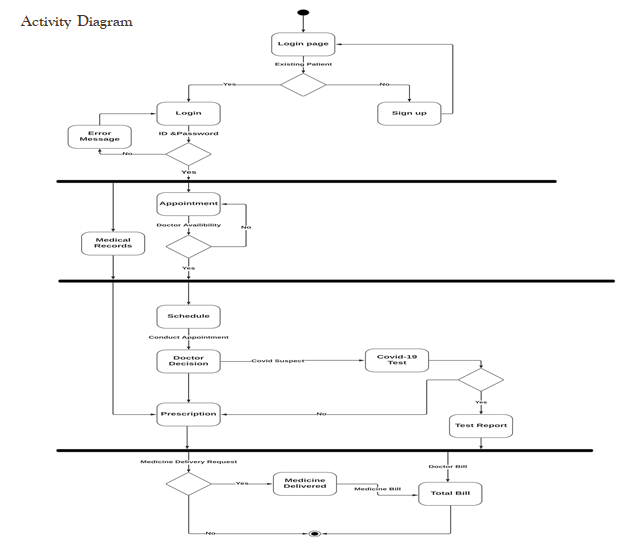 Activity Diagram
Login page
Existing Patient
Yes
No
Login
Sign up
ID &Password
Error
Message
No
Yes
Appointment
Doctor Availibility
No
Medical
Records
Yes
Schedule
Conduct Appointment
Doctor
Decision
Covid Suspect
Covid-19
Test
Yes
Prescription
No
Test Report
Medicine Delivery Request
Doctor Bill
Yes
Medicine
Delivered
Medicine Bill
Total Bill
No